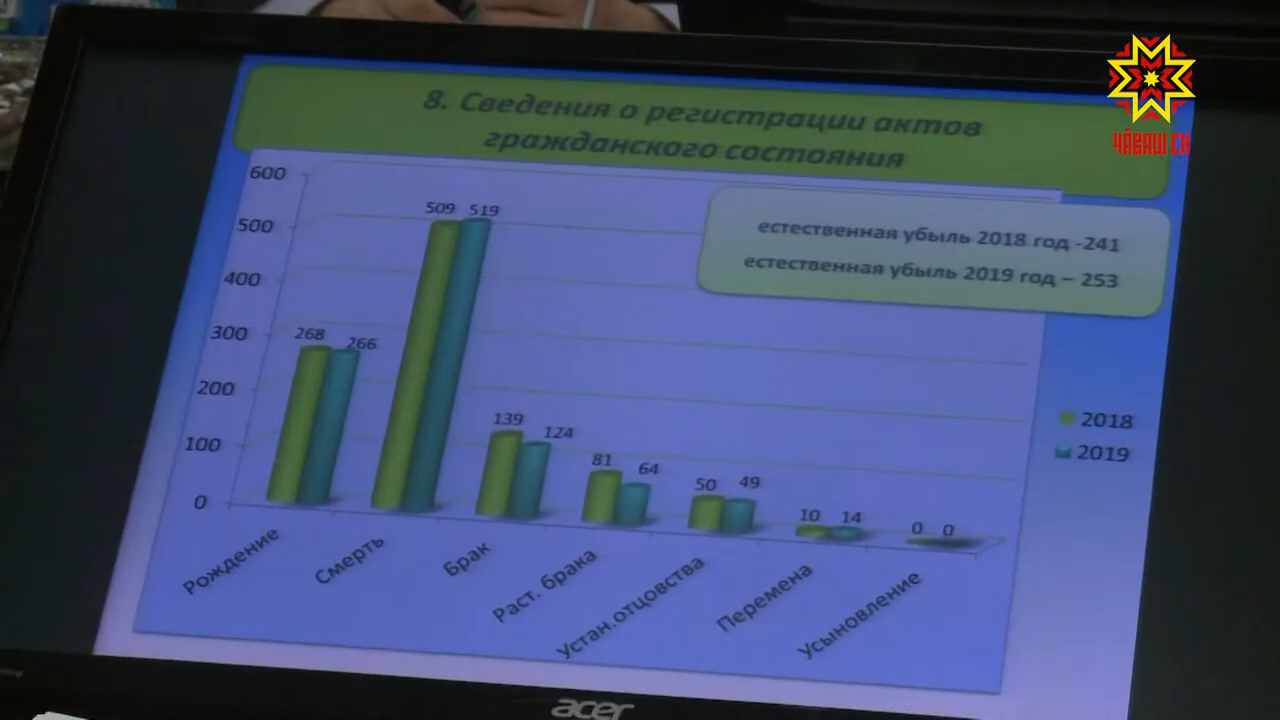 8. Сведения о регистрации актов
гражданского состояния
ЧӐВАШ ЕН
естественная убыль 2018 год -241
естественная убыль 2019 год – 253
600
500
400
300
200
100
0
268
266
509
519
139
124
81
64
50
49
10
14
0
0
2018
2019
Рождение
Смерть
Брак
Раст. брака
Устан.отцовства
Перемена
Усыновление
acer